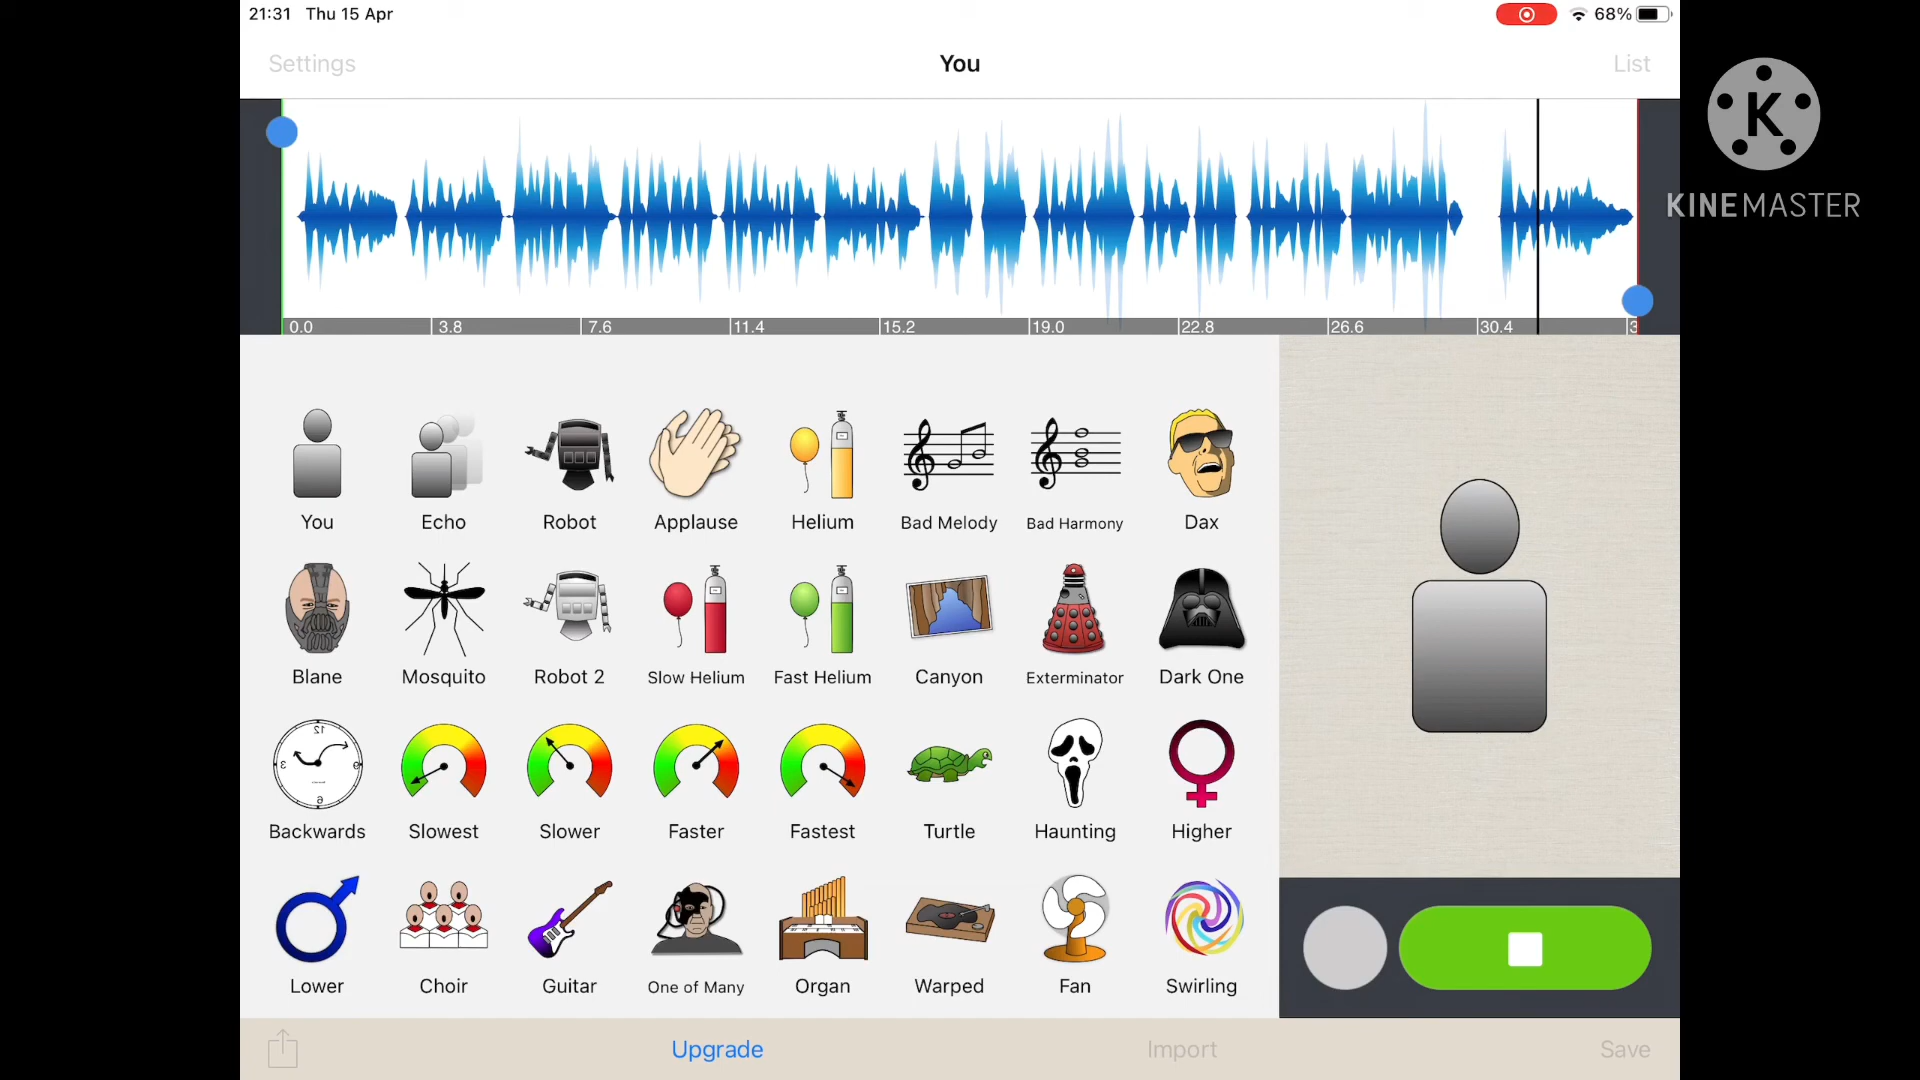 21:31 Thu 15 Apr 68%
Settings You List
KINEMASTER
0.0 3.8 7.6 11.4 15.2 19.0 22.8 26.6 30.4
You Echo Robot Applause Helium Bad Melody Bad Harmony Dax
Blane Mosquito Robot 2 Slow Helium Fast Helium Canyon Exterminator Dark One
Backwards Slowest Slower Faster Fastest Turtle Haunting Higher
Lower Choir Guitar One of Many Organ Warped Fan Swirling
Upgrade Import Save